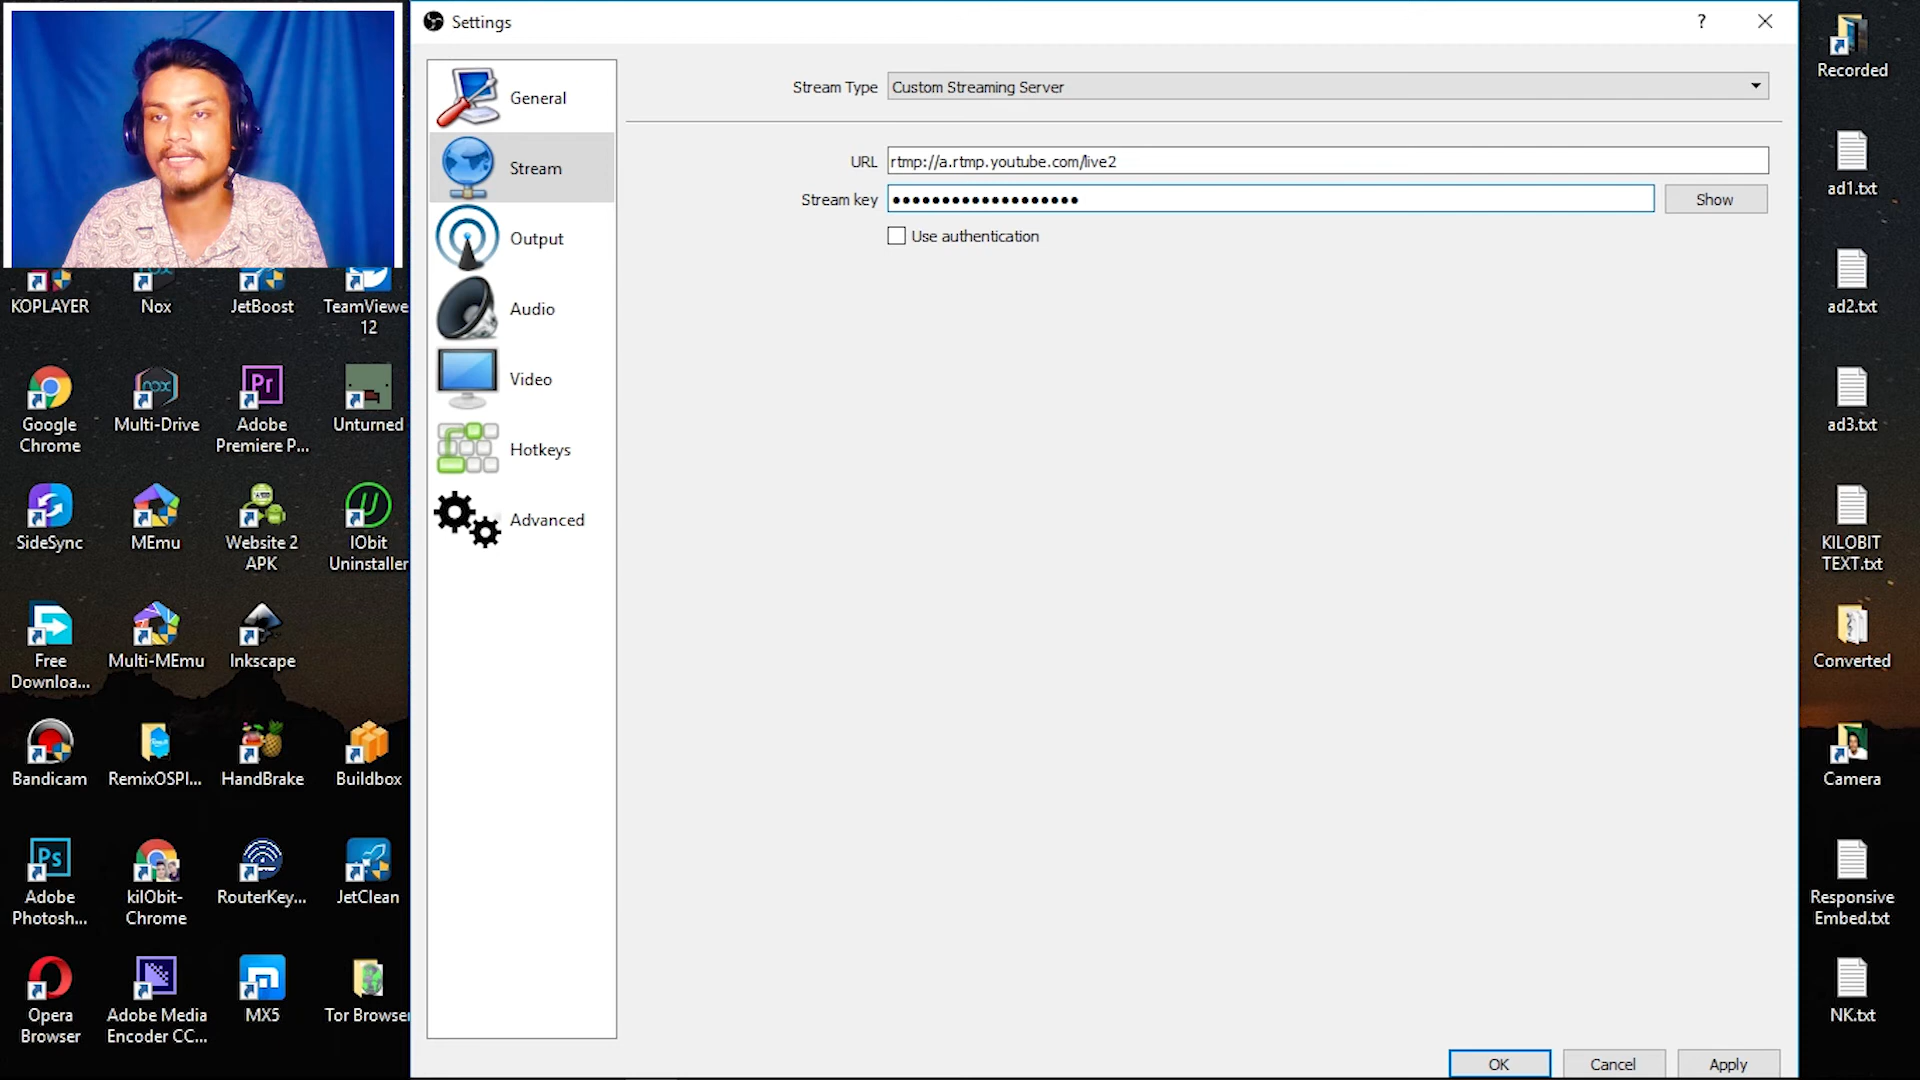 Settings
?
General
Stream
Output
Audio
Video
Hotkeys
Advanced
Stream Type
Custom Streaming Server
URL
rtmp://a.rtmp.youtube.com/live2
Stream key
●●●●●●●●●●●●●●●●●●●
Show
Use authentication
OK
Cancel
Apply
KOPLAYER
Nox
JetBoost
TeamViewe
12
Google
Chrome
Multi-Drive
Adobe
Premiere P...
Unturned
SideSync
MEmu
Website 2
APK
IObit
Uninstaller
Free
Downloa...
Multi-MEmu
Inkscape
Bandicam
RemixOSPl...
HandBrake
Buildbox
Adobe
Photosh...
kilObit-
Chrome
RouterKey...
JetClean
Opera
Browser
Adobe Media
Encoder CC...
MX5
Tor Browser
Recorded
ad1.txt
ad2.txt
ad3.txt
KILOBIT
TEXT.txt
Converted
Camera
Responsive
Embed.txt
NK.txt